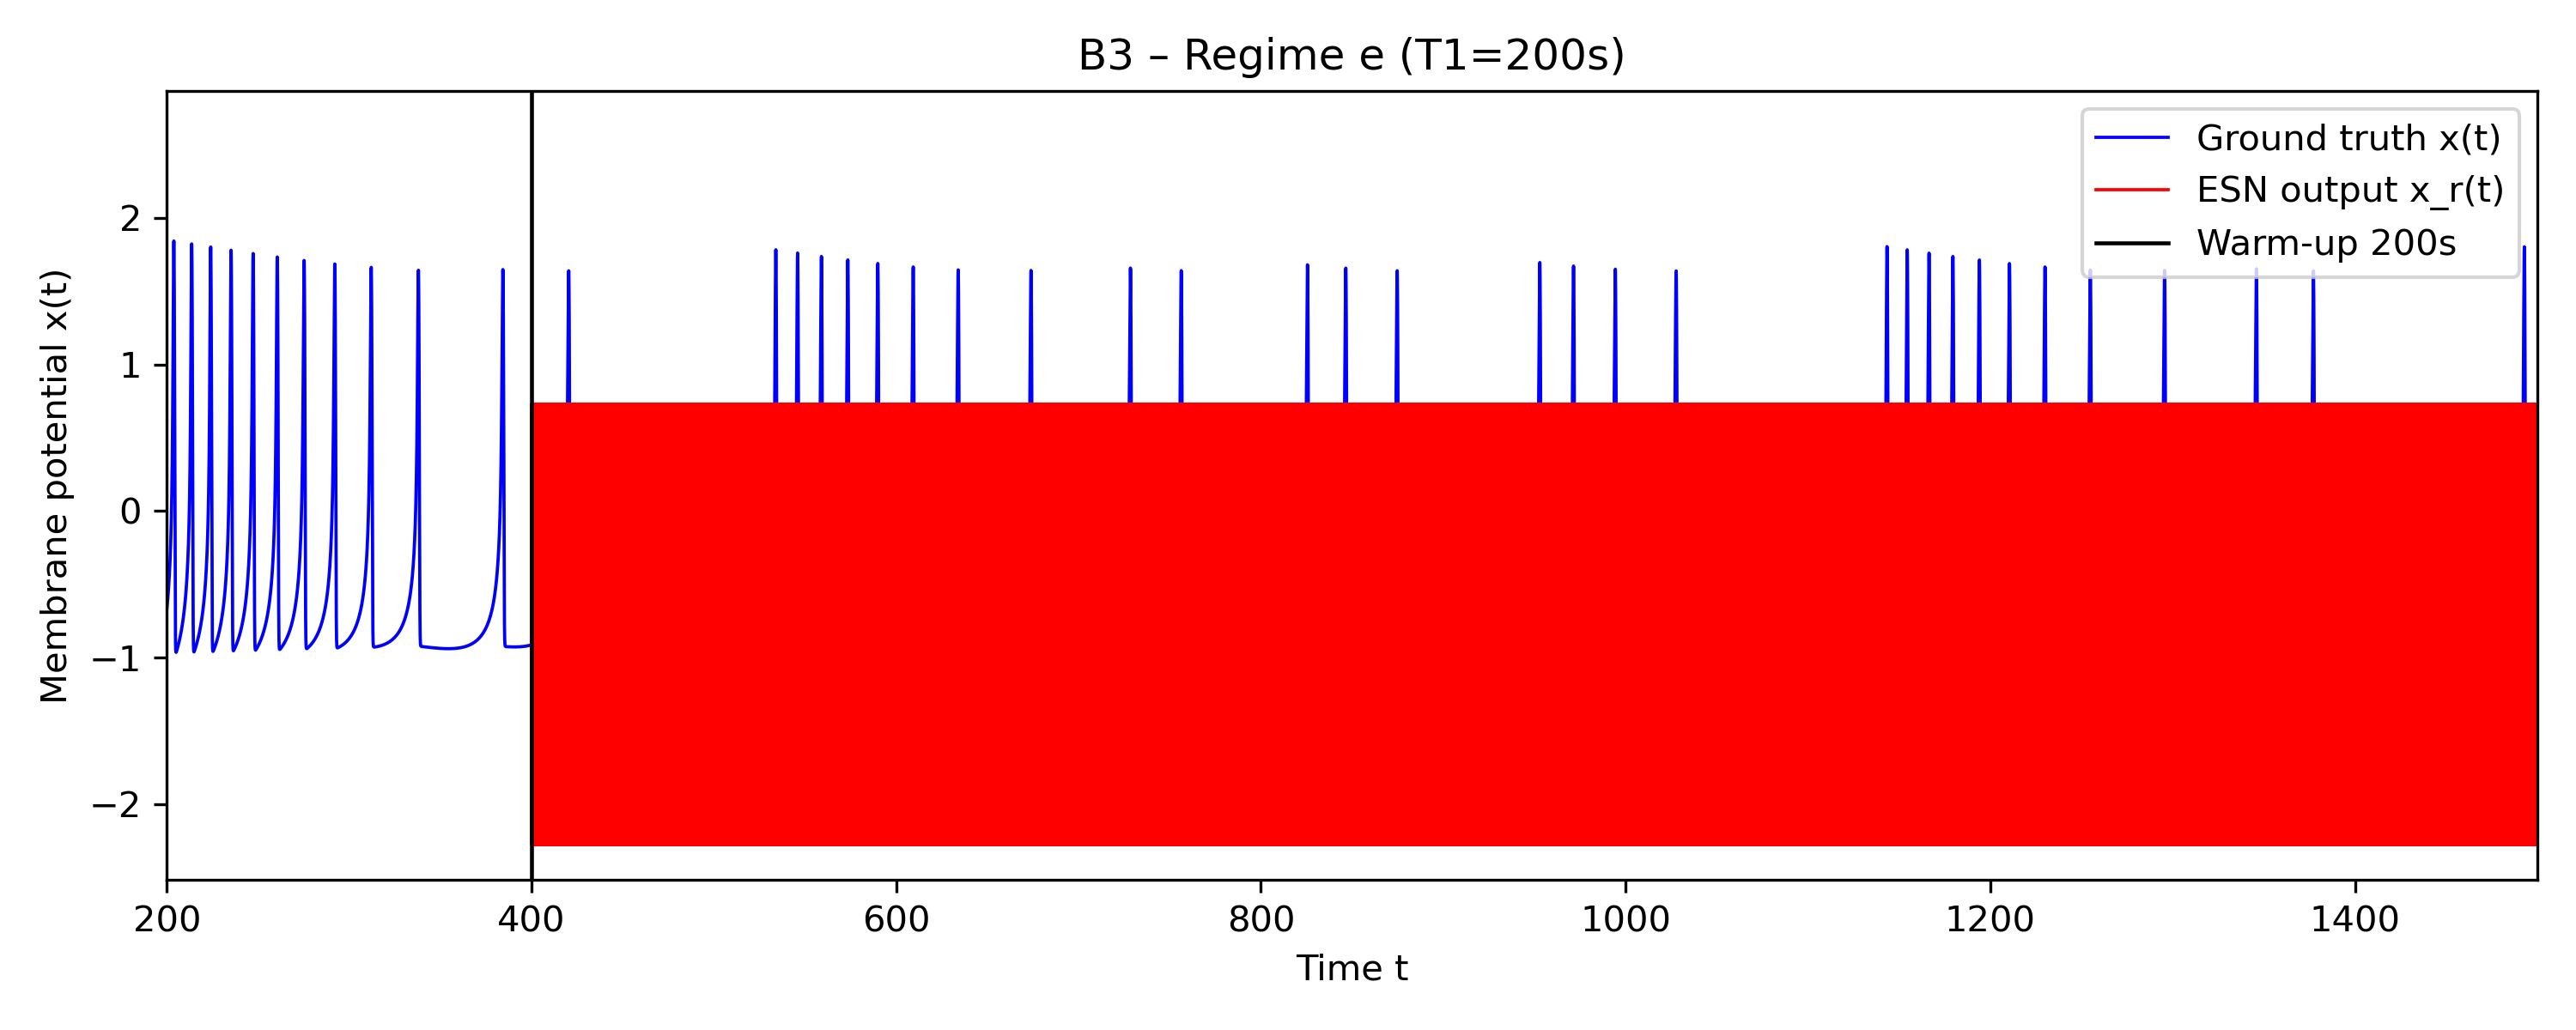 B3 – Regime e (T1=200s)
Membrane potential x(t)
2
1
0
−1
−2
Ground truth x(t)
ESN output x_r(t)
Warm-up 200s
200 400 600 800 1000 1200 1400
Time t